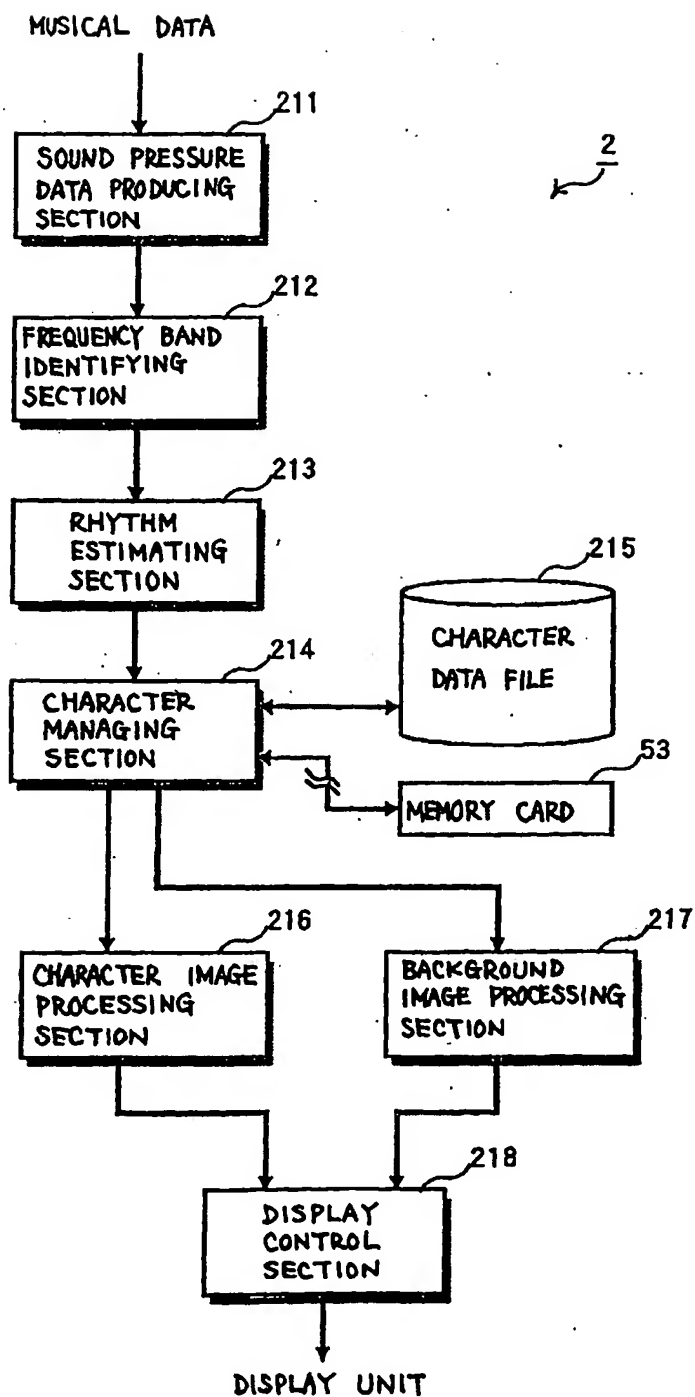 MUSICAL DATA
211
SOUND PRESSURE
DATA PRODUCING
SECTION
2
212
FREQUENCY BAND
IDENTIFYING
SECTION
213
RHYTHM
ESTIMATING
SECTION
215
CHARACTER
DATA FILE
214
CHARACTER
MANAGING
SECTION
53
MEMORY CARD
216
CHARACTER IMAGE
PROCESSING
SECTION
217
BACKGROUND
IMAGE PROCESSING
SECTION
218
DISPLAY
CONTROL
SECTION
DISPLAY UNIT